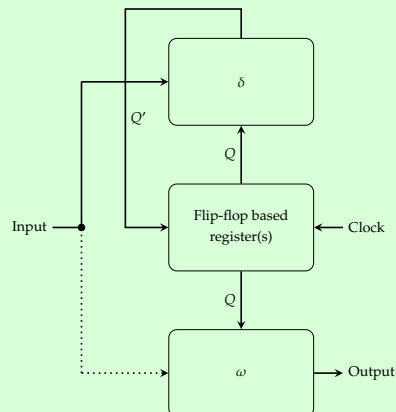 δ
Q′
Q
Flip-flop based
register(s)
Input
Clock
Q
ω
Output